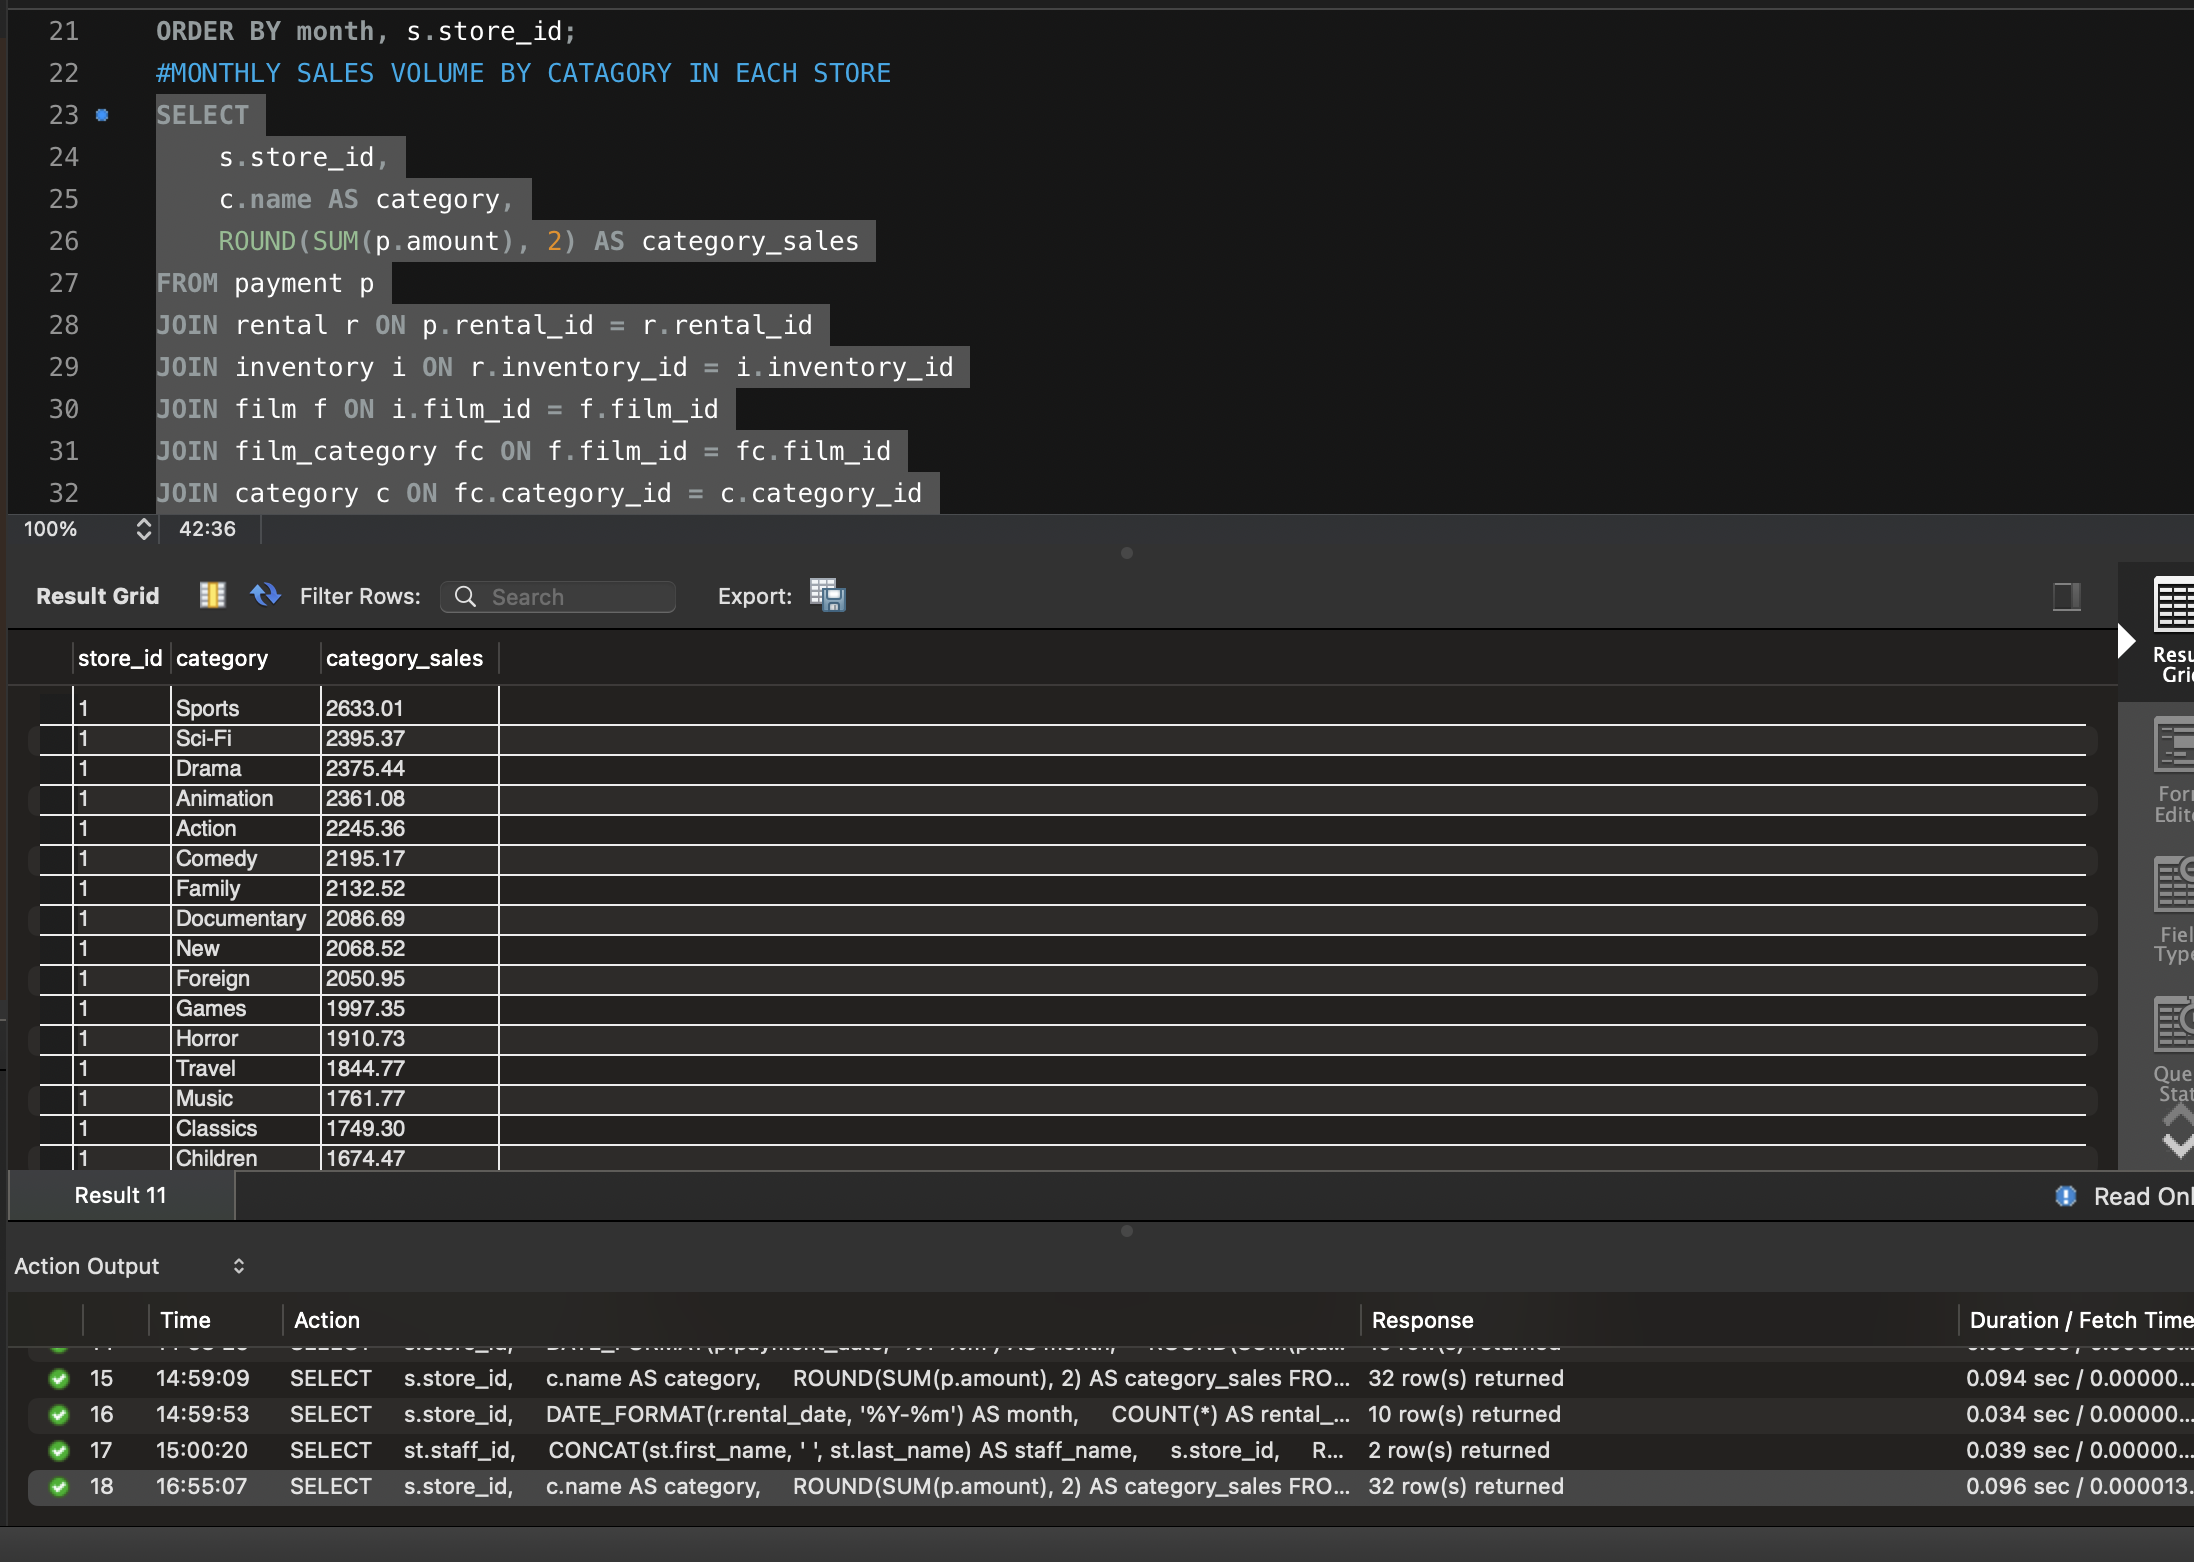 21 ORDER BY month, s.store_id;
22 #MONTHLY SALES VOLUME BY CATAGORY IN EACH STORE
23 SELECT
24 s.store_id,
25 c.name AS category,
26 ROUND(SUM(p.amount), 2) AS category_sales
27 FROM payment p
28 JOIN rental r ON p.rental_id = r.rental_id
29 JOIN inventory i ON r.inventory_id = i.inventory_id
30 JOIN film f ON i.film_id = f.film_id
31 JOIN film_category fc ON f.film_id = fc.film_id
32 JOIN category c ON fc.category_id = c.category_id
100% 42:36
Result Grid Filter Rows: Search Export:
store_id category category_sales
1 Sports 2633.01
1 Sci-Fi 2395.37
1 Drama 2375.44
1 Animation 2361.08
1 Action 2245.36
1 Comedy 2195.17
1 Family 2132.52
1 Documentary 2086.69
1 New 2068.52
1 Foreign 2050.95
1 Games 1997.35
1 Horror 1910.73
1 Travel 1844.77
1 Music 1761.77
1 Classics 1749.30
1 Children 1674.47
Result 11 Read Onl
Action Output
Time Action Response Duration / Fetch Time
15 14:59:09 SELECT s.store_id, c.name AS category, ROUND(SUM(p.amount), 2) AS category_sales FRO... 32 row(s) returned 0.094 sec / 0.00000...
16 14:59:53 SELECT s.store_id, DATE_FORMAT(r.rental_date, '%Y-%m') AS month, COUNT(*) AS rental_... 10 row(s) returned 0.034 sec / 0.00000...
17 15:00:20 SELECT st.staff_id, CONCAT(st.first_name, ' ', st.last_name) AS staff_name, s.store_id, R... 2 row(s) returned 0.039 sec / 0.00000...
18 16:55:07 SELECT s.store_id, c.name AS category, ROUND(SUM(p.amount), 2) AS category_sales FRO... 32 row(s) returned 0.096 sec / 0.000013.